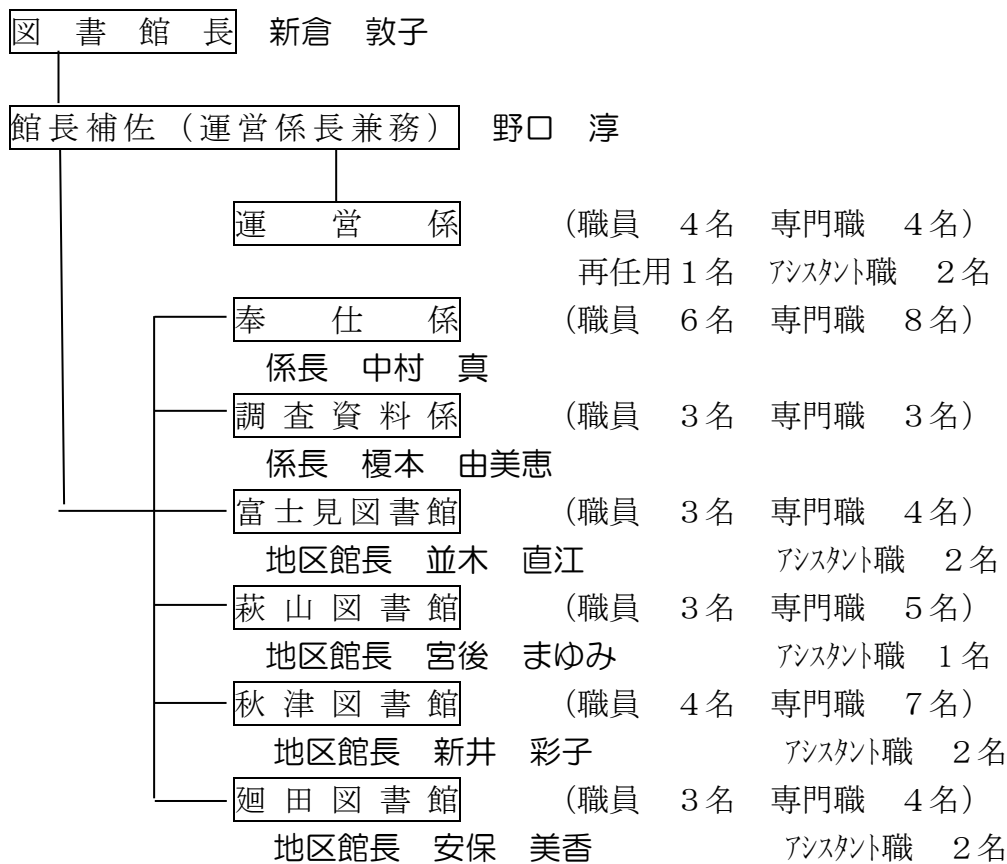 図書館長　新倉　敦子
館長補佐（運営係長兼務）　野口　淳
運営係　（職員　４名　専門職　４名）
再任用１名　ｱｼｽﾀﾝﾄ職　２名
奉仕係　（職員　６名　専門職　８名）
係長　中村　真
調査資料係　（職員　３名　専門職　３名）
係長　榎本　由美恵
富士見図書館　（職員　３名　専門職　４名）
地区館長　並木　直江　ｱｼｽﾀﾝﾄ職　２名
萩山図書館　（職員　３名　専門職　５名）
地区館長　宮後　まゆみ　ｱｼｽﾀﾝﾄ職　１名
秋津図書館　（職員　４名　専門職　７名）
地区館長　新井　彩子　ｱｼｽﾀﾝﾄ職　２名
廻田図書館　（職員　３名　専門職　４名）
地区館長　安保　美香　ｱｼｽﾀﾝﾄ職　２名